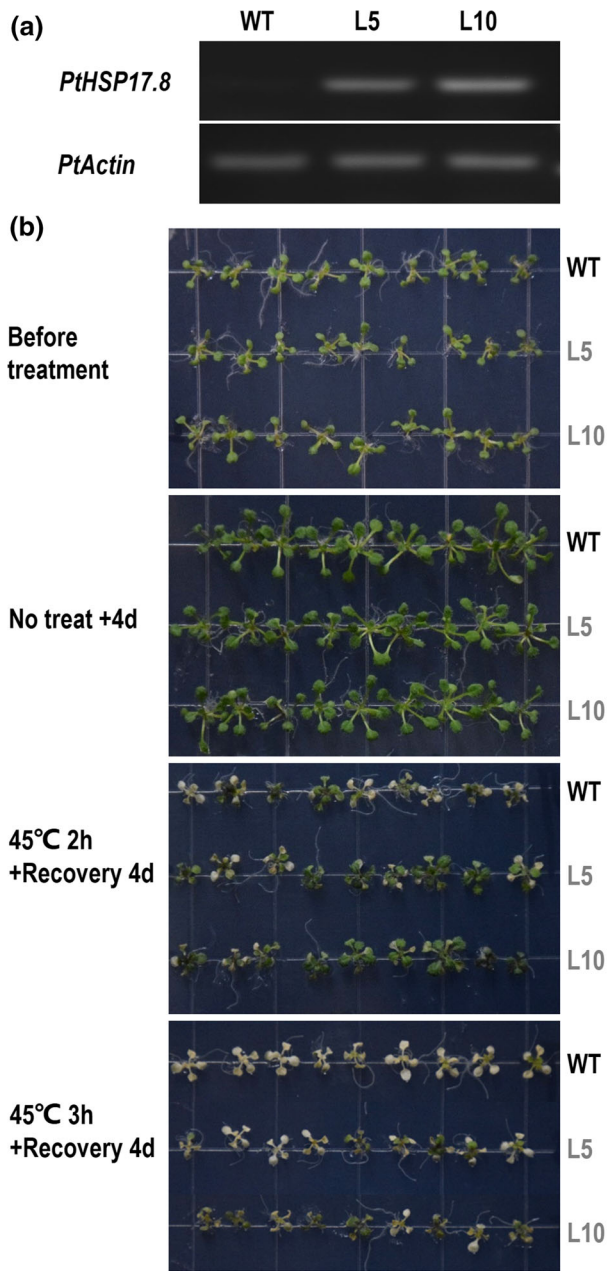 (a)
WT L5 L10
PtHSP17.8
PtActin
(b)
Before
treatment
WT
L5
L10
No treat +4d
WT
L5
L10
45℃ 2h
+Recovery 4d
WT
L5
L10
45℃ 3h
+Recovery 4d
WT
L5
L10